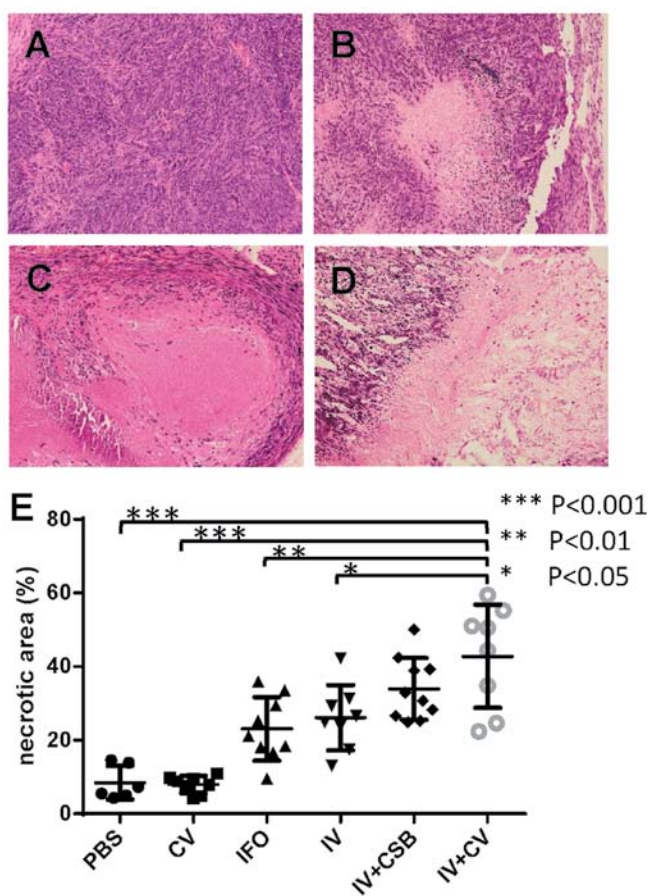 A
B
C
D
E
*** P<0.001
** P<0.01
* P<0.05
***
***
**
*
80
60
40
20
0
necrotic area (%)
PBS
CV
IFO
IV
IV+CSB
IV+CV